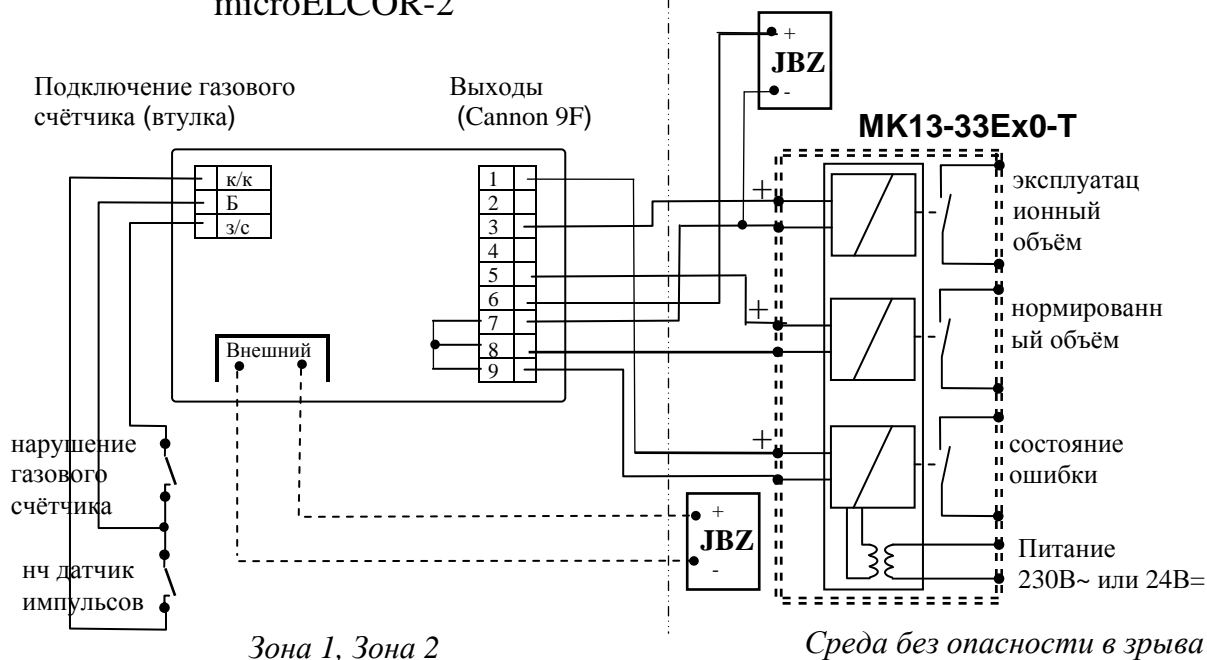 microELCOR-2
Подключение газового
счётчика (втулка)
Выходы
(Cannon 9F)
+
JBZ
-
MK13-33Ex0-T
к/к
Б
з/с
1
2
3
4
5
6
7
8
9
Внешний
+
+
+
эксплуатац
ионный
объём
нормированн
ый объём
состояние
ошибки
нарушение
газового
счётчика
нч датчик
импульсов
+
JBZ
-
Питание
230В~ или 24В=
Зона 1, Зона 2
Среда без опасности в зрыва